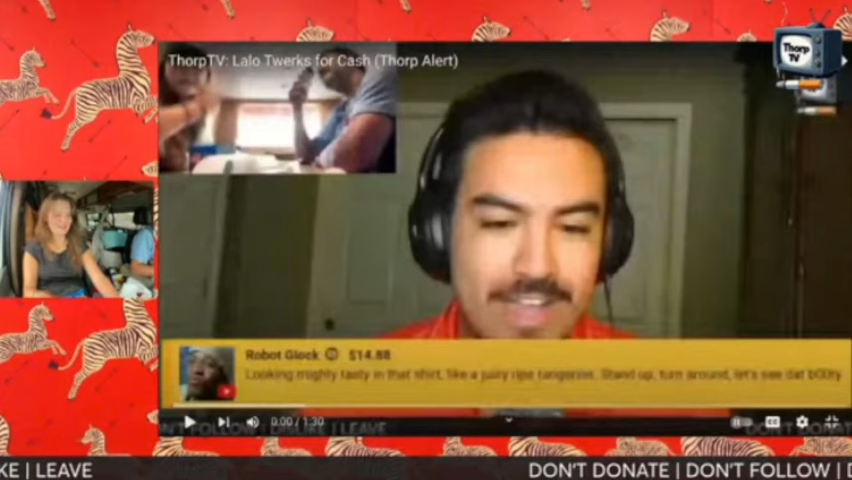 ThorpTV: Lalo Twerks for Cash (Thorp Alert)
Thorp
TV
Robot Glock $14.88
Looking mighty tasty in that shirt, like a juicy ripe tangerine. Stand up, turn around, let's see dat b00ty
0:00 / 1:30
KE | LEAVE
DON'T DONATE | DON'T FOLLOW | D